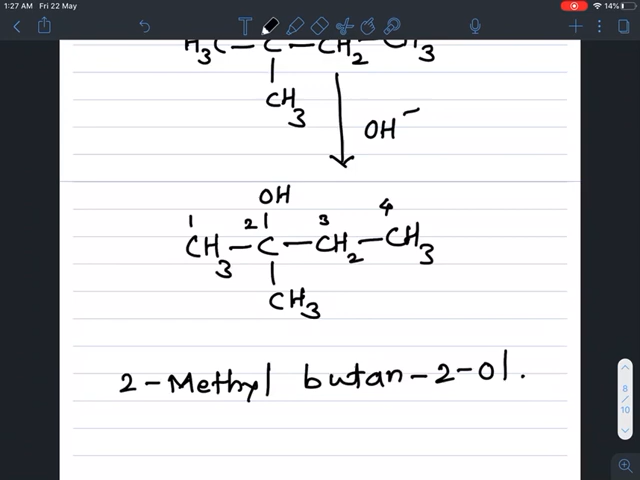 1:27 AM Fri 22 May 14%
H3C — C — CH2 — CH3
CH3
OH−
OH
1 2 3 4
CH3 — C — CH2 — CH3
CH3
2-Methyl butan-2-ol.
8
/
10